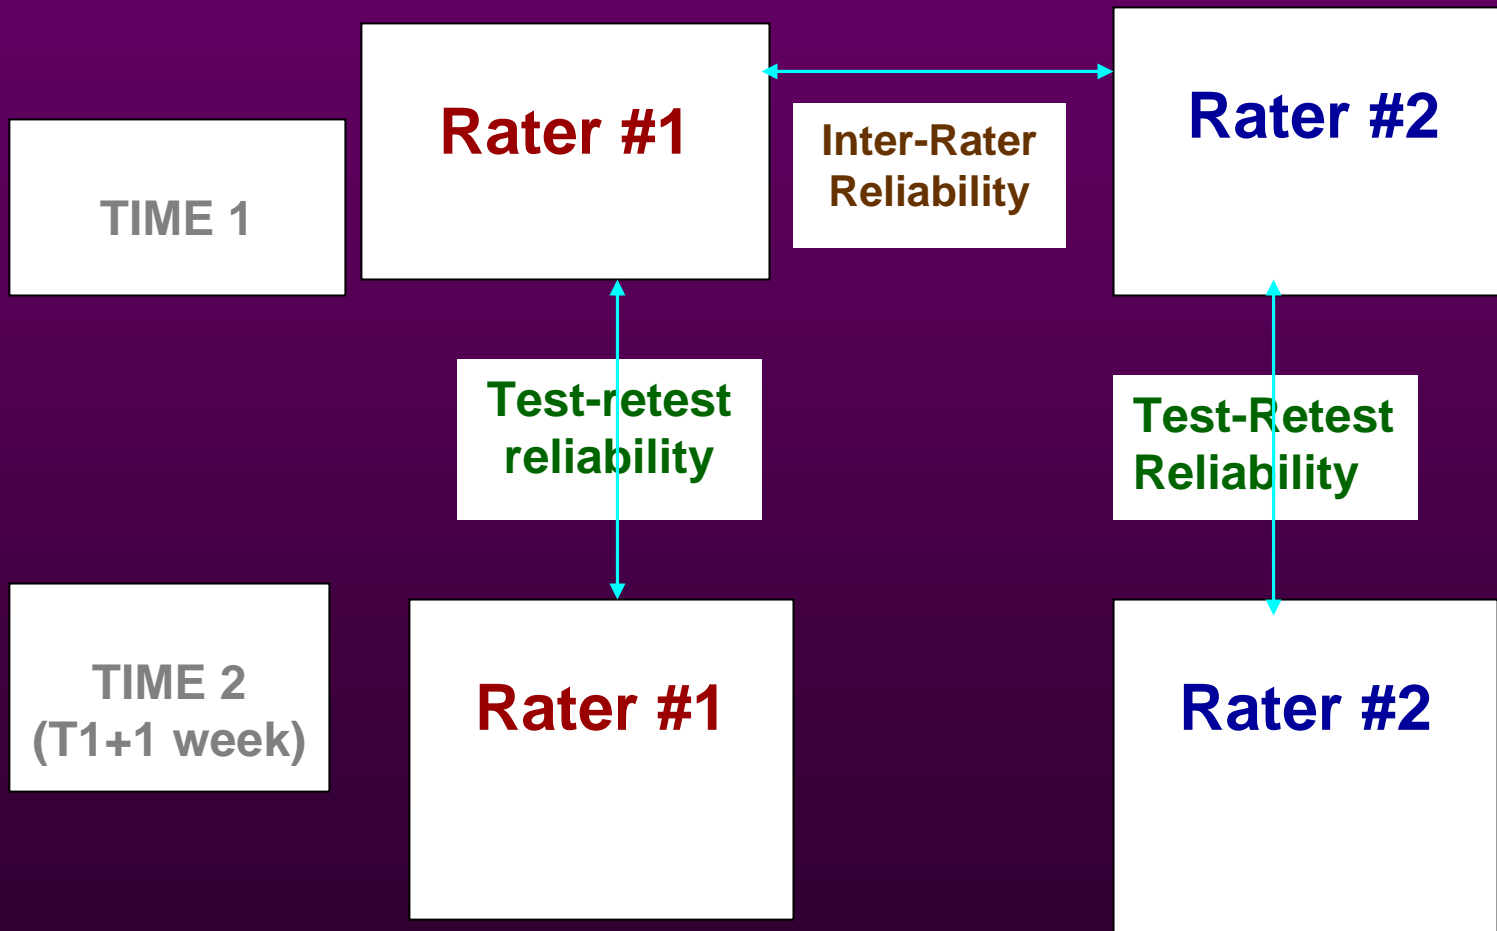 TIME 1
Rater #1
Inter-Rater
Reliability
Rater #2
Test-retest
reliability
Test-Retest
Reliability
TIME 2
(T1+1 week)
Rater #1
Rater #2